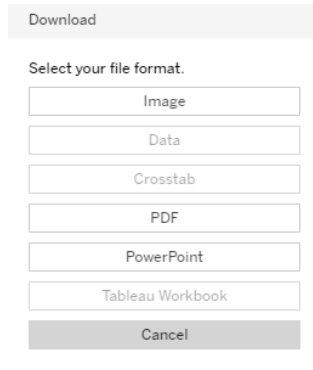 Download
Select your file format.
Image
Data
Crosstab
PDF
PowerPoint
Tableau Workbook
Cancel